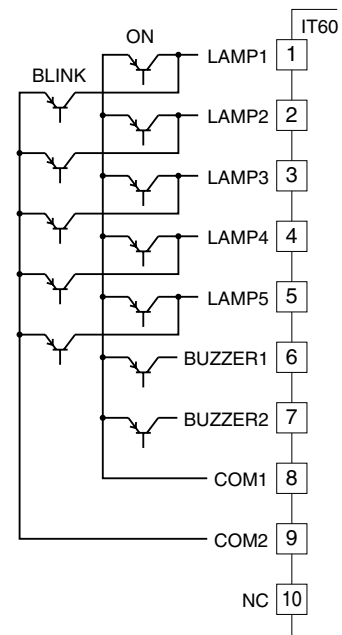 IT60
ON
LAMP1 1
BLINK
LAMP2 2
LAMP3 3
LAMP4 4
LAMP5 5
BUZZER1 6
BUZZER2 7
COM1 8
COM2 9
NC 10